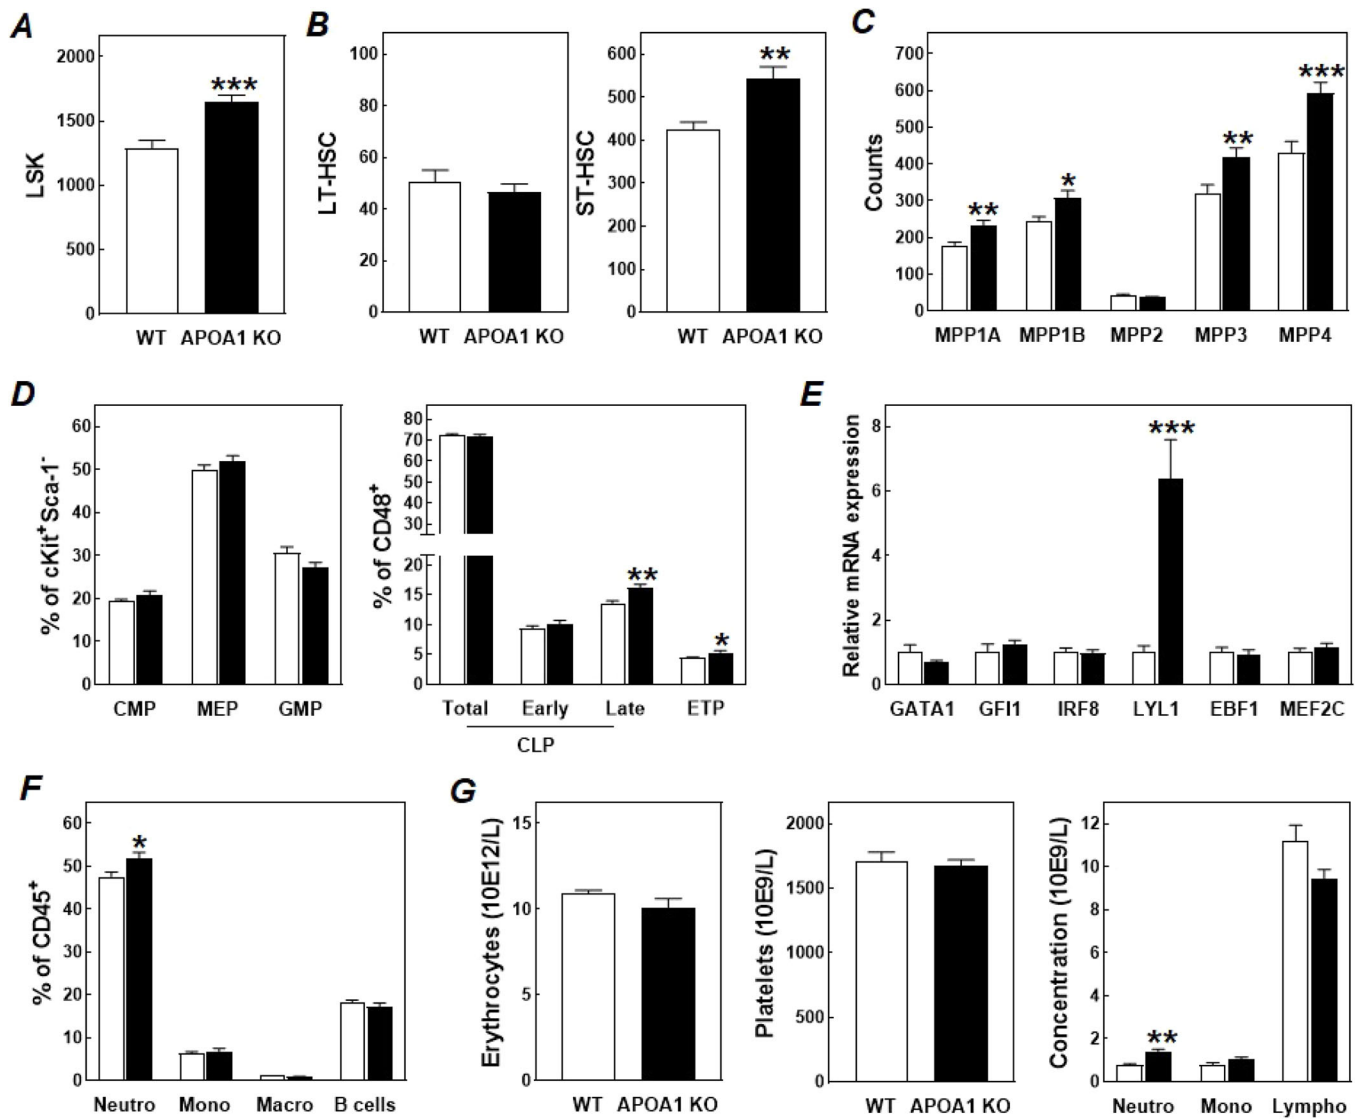 A
LSK
2000
1500
1000
500
0
***
WT APOA1 KO
B
LT-HSC
100
80
60
40
20
0
WT APOA1 KO
ST-HSC
600
500
400
300
200
100
0
**
WT APOA1 KO
C
Counts
700
600
500
400
300
200
100
0
** * ** ***
MPP1A MPP1B MPP2 MPP3 MPP4
D
% of cKit⁺Sca-1⁻
60
50
40
30
20
10
0
CMP MEP GMP
% of CD48⁺
80
70
60
50
40
30
20
15
10
5
0
** *
Total Early Late ETP
CLP
E
Relative mRNA expression
8
6
4
2
0
***
GATA1 GFI1 IRF8 LYL1 EBF1 MEF2C
F
% of CD45⁺
60
50
40
30
20
10
0
*
Neutro Mono Macro B cells
G
Erythrocytes (10E12/L)
15
10
5
0
WT APOA1 KO
Platelets (10E9/L)
2000
1500
1000
500
0
WT APOA1 KO
Concentration (10E9/L)
12
10
8
6
4
2
0
**
Neutro Mono Lympho